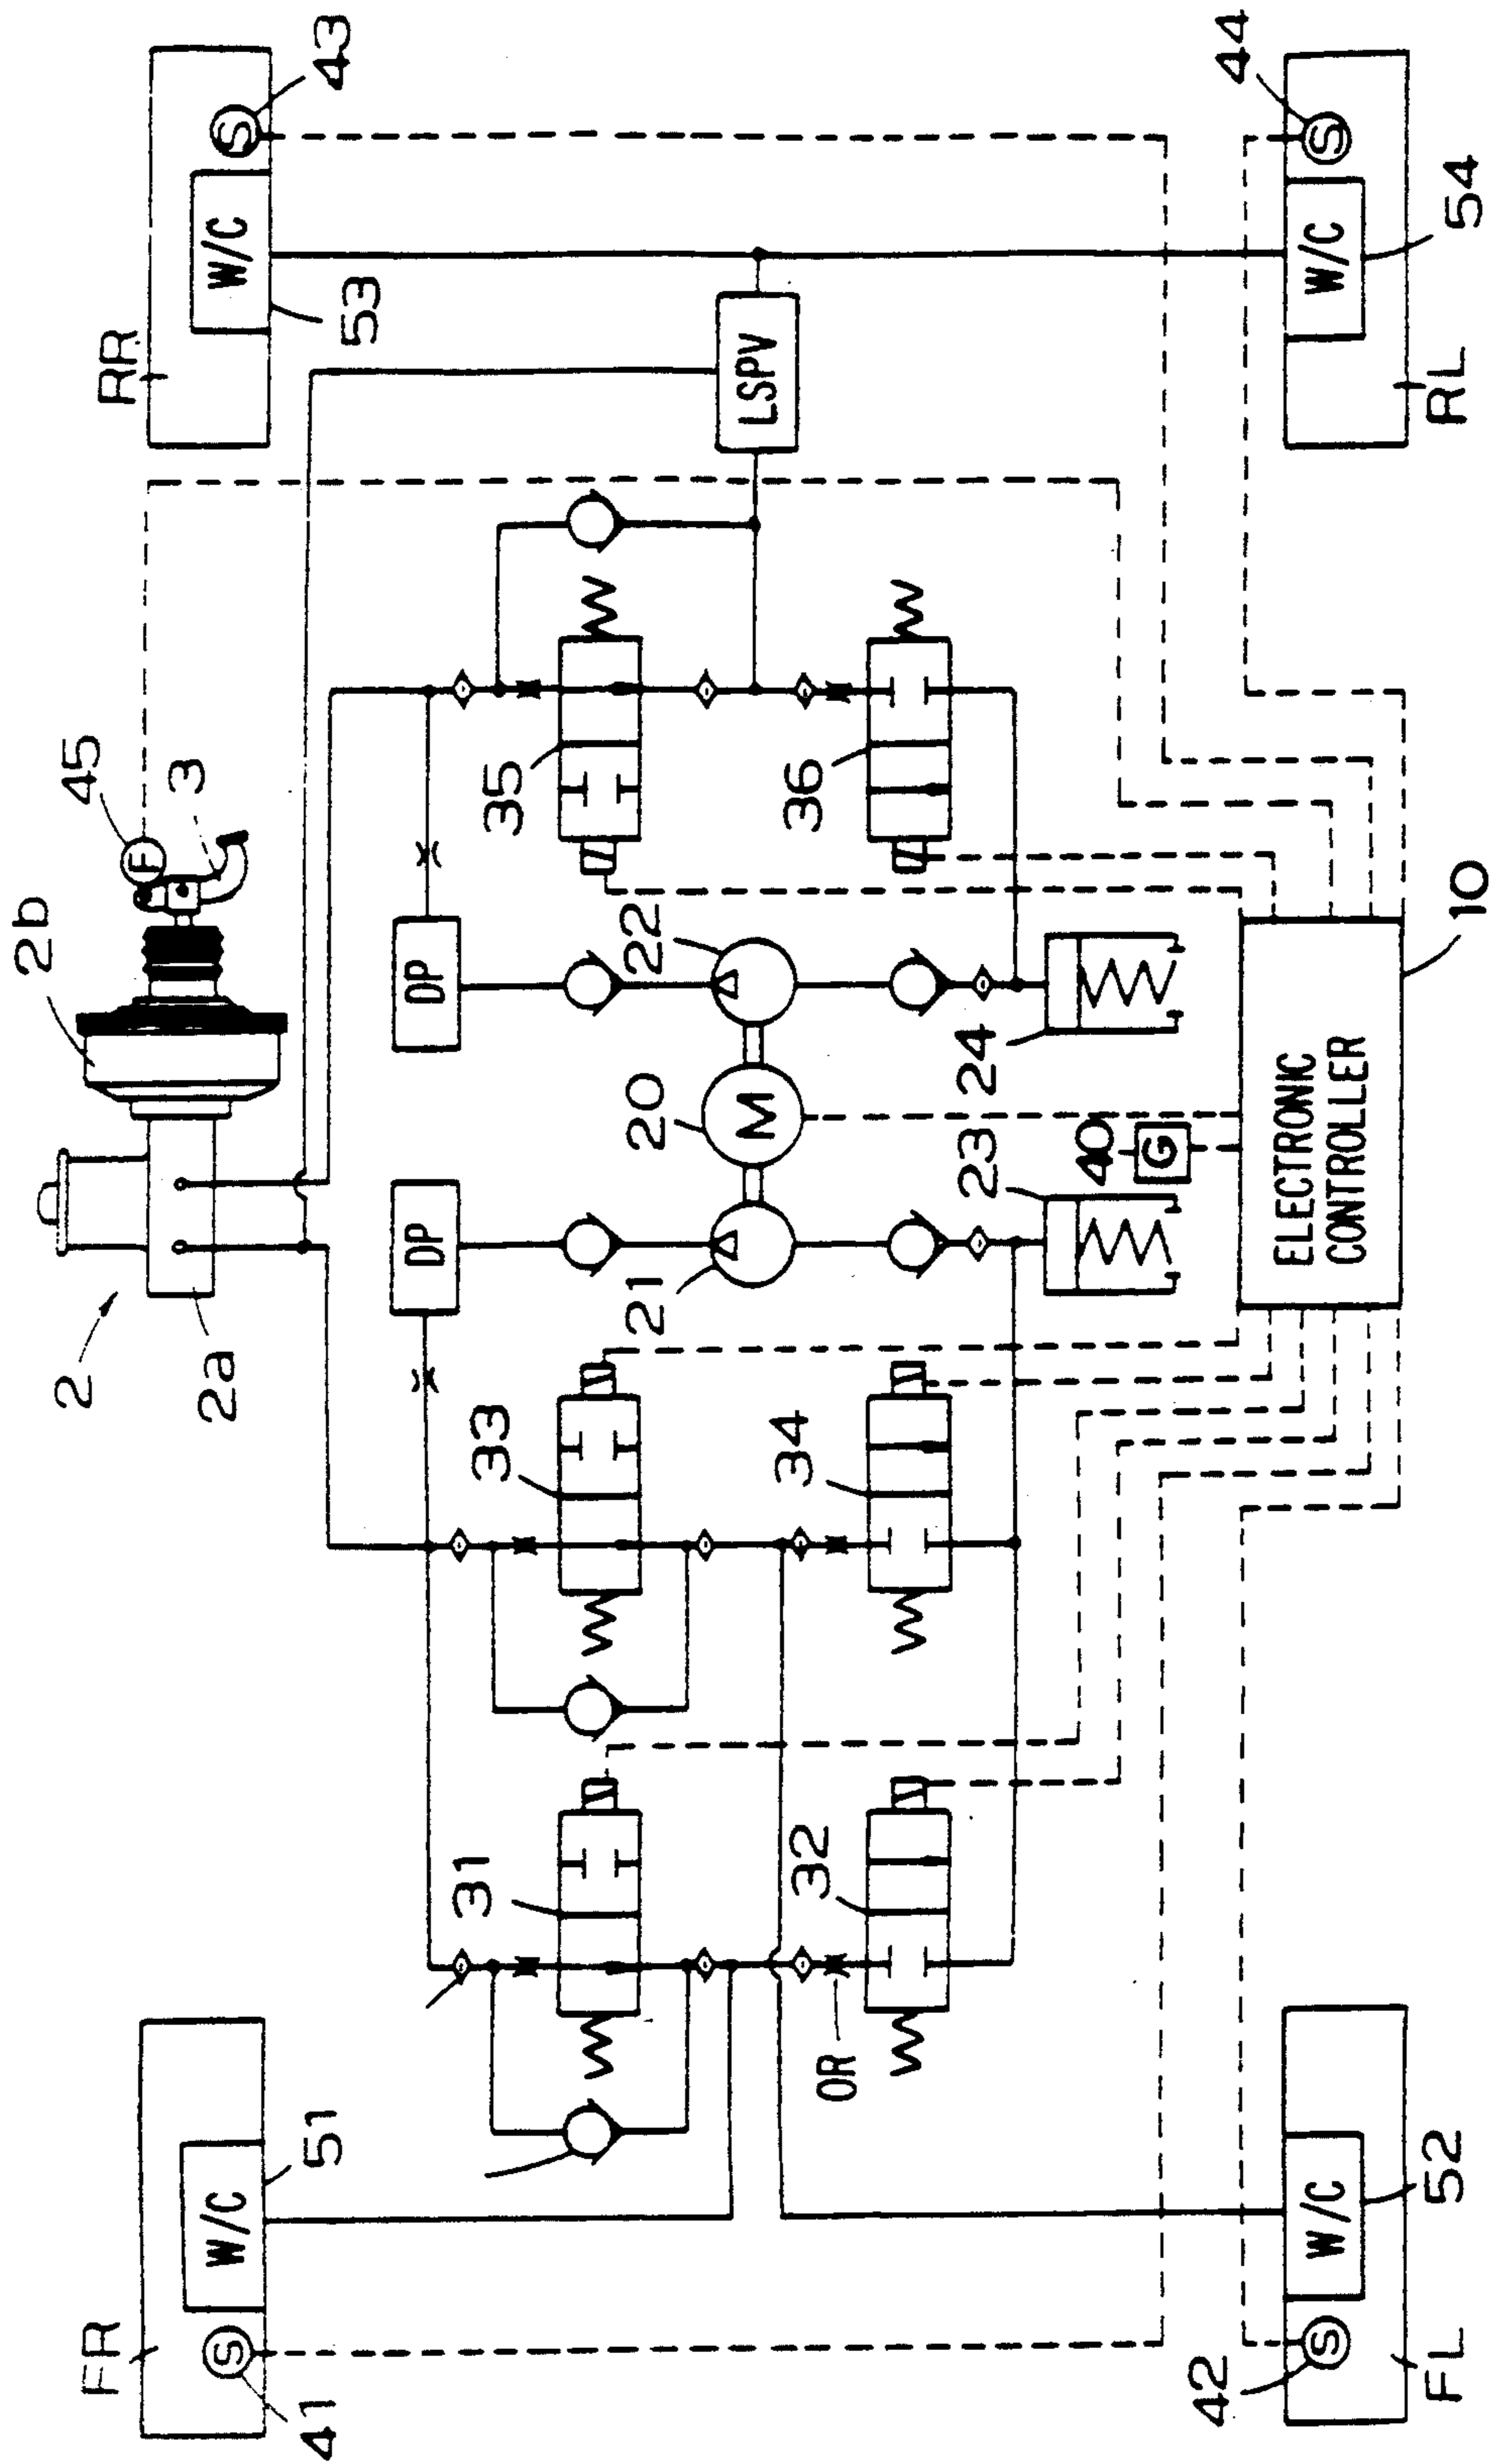 FR
41
S
W/C
51
2
2a
2b
45
F
3
RR
W/C
53
S
43
DP
DP
31
33
35
LSPV
OR
32
34
21
20
M
22
36
23
40
G
24
ELECTRONIC
CONTROLLER
10
42
S
W/C
52
FL
RL
W/C
54
S
44